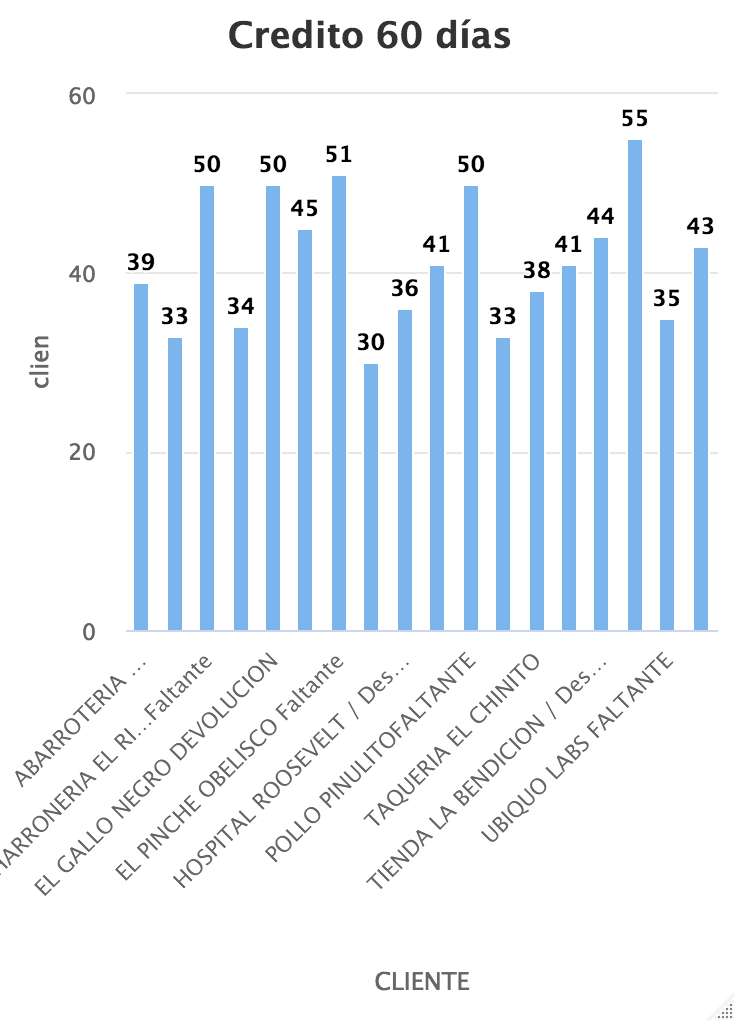 Credito 60 días
60
40
20
0
clien
39
33
50
34
50
45
51
30
36
41
50
33
38
41
44
55
35
43
ABARROTERIA ...
HARRONERIA EL RI...Faltante
EL GALLO NEGRO DEVOLUCION
EL PINCHE OBELISCO Faltante
HOSPITAL ROOSEVELT / Des...
POLLO PINULITOFALTANTE
TAQUERIA EL CHINITO
TIENDA LA BENDICION / Des...
UBIQUO LABS FALTANTE
CLIENTE